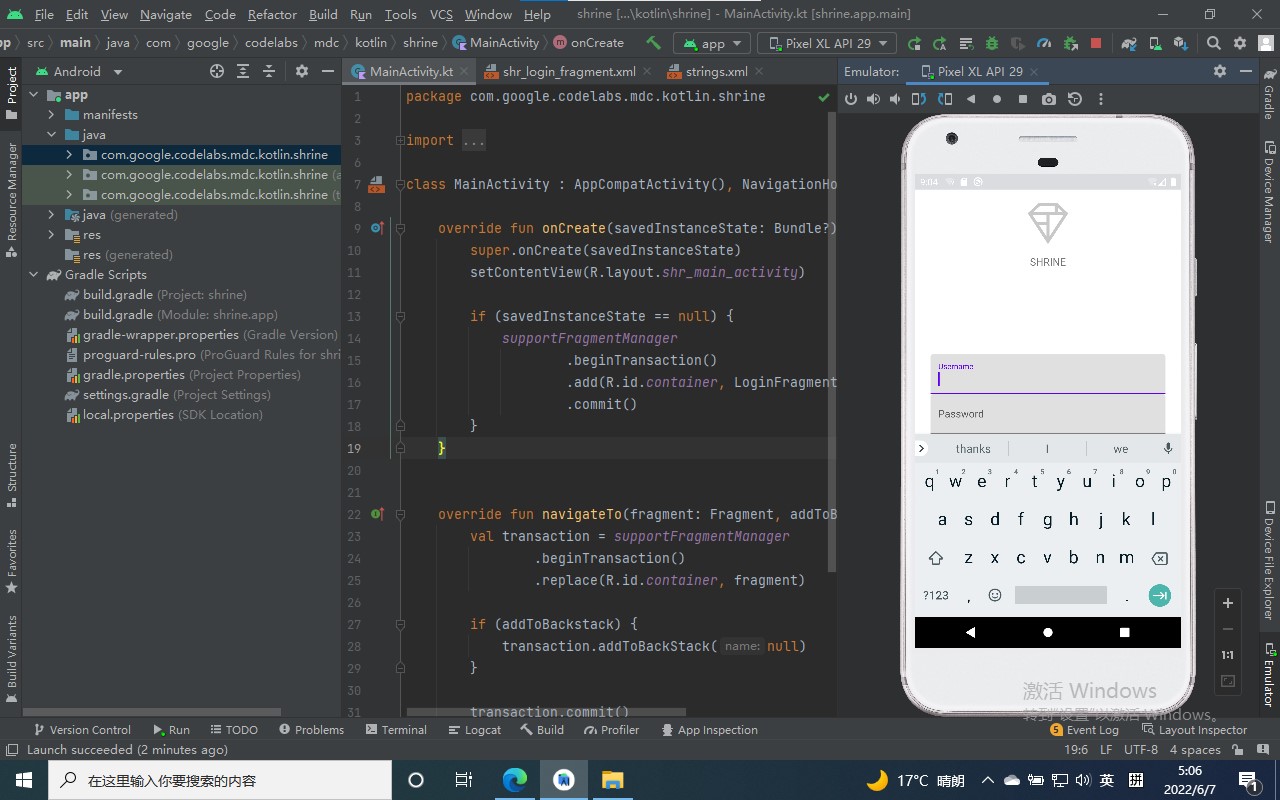 File Edit View Navigate Code Refactor Build Run Tools VCS Window Help shrine [...\kotlin\shrine] - MainActivity.kt [shrine.app.main]
src main java com google codelabs mdc kotlin shrine MainActivity onCreate app Pixel XL API 29
Android MainActivity.kt shr_login_fragment.xml strings.xml Emulator: Pixel XL API 29
Project
Resource Manager
Structure
Favorites
Build Variants
app
manifests
java
com.google.codelabs.mdc.kotlin.shrine
com.google.codelabs.mdc.kotlin.shrine (a
com.google.codelabs.mdc.kotlin.shrine (t
java (generated)
res
res (generated)
Gradle Scripts
build.gradle (Project: shrine)
build.gradle (Module: shrine.app)
gradle-wrapper.properties (Gradle Version)
proguard-rules.pro (ProGuard Rules for shri
gradle.properties (Project Properties)
settings.gradle (Project Settings)
local.properties (SDK Location)
1 package com.google.codelabs.mdc.kotlin.shrine
2
3 import ...
6
7 class MainActivity : AppCompatActivity(), NavigationHo
8
9 override fun onCreate(savedInstanceState: Bundle?)
10 super.onCreate(savedInstanceState)
11 setContentView(R.layout.shr_main_activity)
12
13 if (savedInstanceState == null) {
14 supportFragmentManager
15 .beginTransaction()
16 .add(R.id.container, LoginFragment
17 .commit()
18 }
19 }
20
21
22 override fun navigateTo(fragment: Fragment, addToB
23 val transaction = supportFragmentManager
24 .beginTransaction()
25 .replace(R.id.container, fragment)
26
27 if (addToBackstack) {
28 transaction.addToBackStack( name: null)
29 }
30
31 transaction.commit()
9:04
SHRINE
Username
Password
thanks I we
1 2 3 4 5 6 7 8 9 0
q w e r t y u i o p
a s d f g h j k l
z x c v b n m
?123 , .
1:1
激活 Windows
转到"设置"以激活 Windows。
Gradle
Device Manager
Device File Explorer
Emulator
Version Control Run TODO Problems Terminal Logcat Build Profiler App Inspection 5 Event Log Layout Inspector
Launch succeeded (2 minutes ago) 19:6 LF UTF-8 4 spaces
在这里输入你要搜索的内容 17°C 晴朗 英 拼 5:06
2022/6/7 1